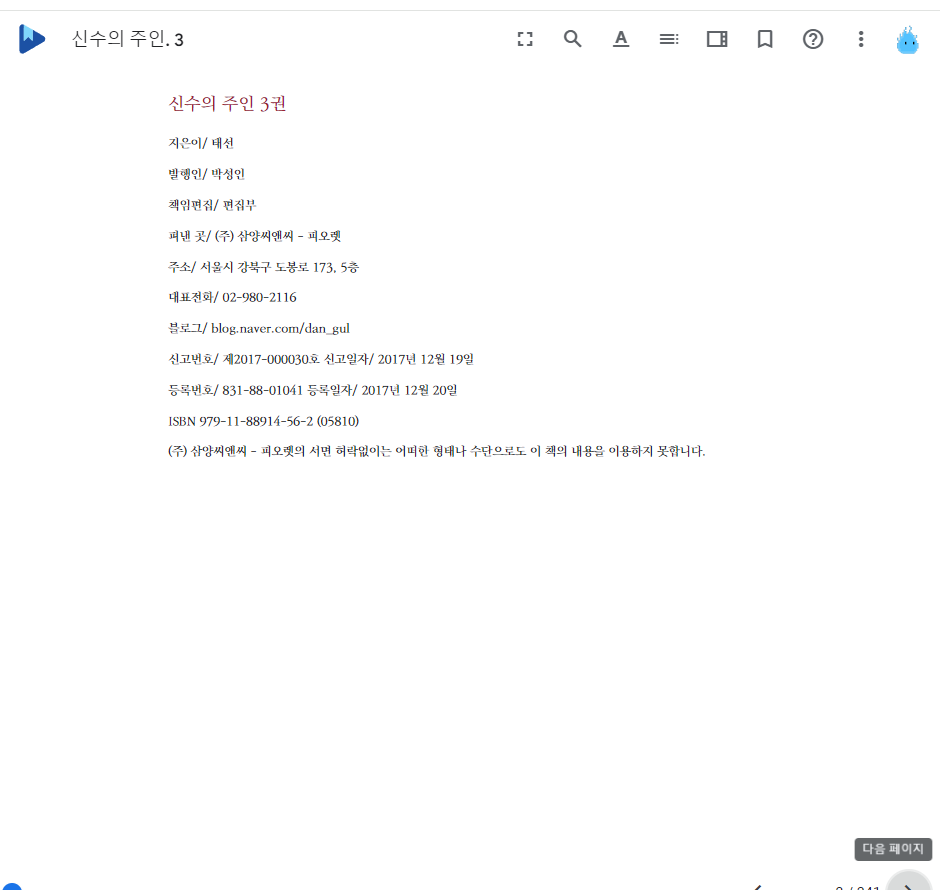 신수의 주인. 3
신수의 주인 3권
지은이/ 태선
발행인/ 박성인
책임편집/ 편집부
펴낸 곳/ (주) 삼양씨앤씨 - 피오렛
주소/ 서울시 강북구 도봉로 173, 5층
대표전화/ 02-980-2116
블로그/ blog.naver.com/dan_gul
신고번호/ 제2017-000030호 신고일자/ 2017년 12월 19일
등록번호/ 831-88-01041 등록일자/ 2017년 12월 20일
ISBN 979-11-88914-56-2 (05810)
(주) 삼양씨앤씨 - 피오렛의 서면 허락없이는 어떠한 형태나 수단으로도 이 책의 내용을 이용하지 못합니다.
다음 페이지